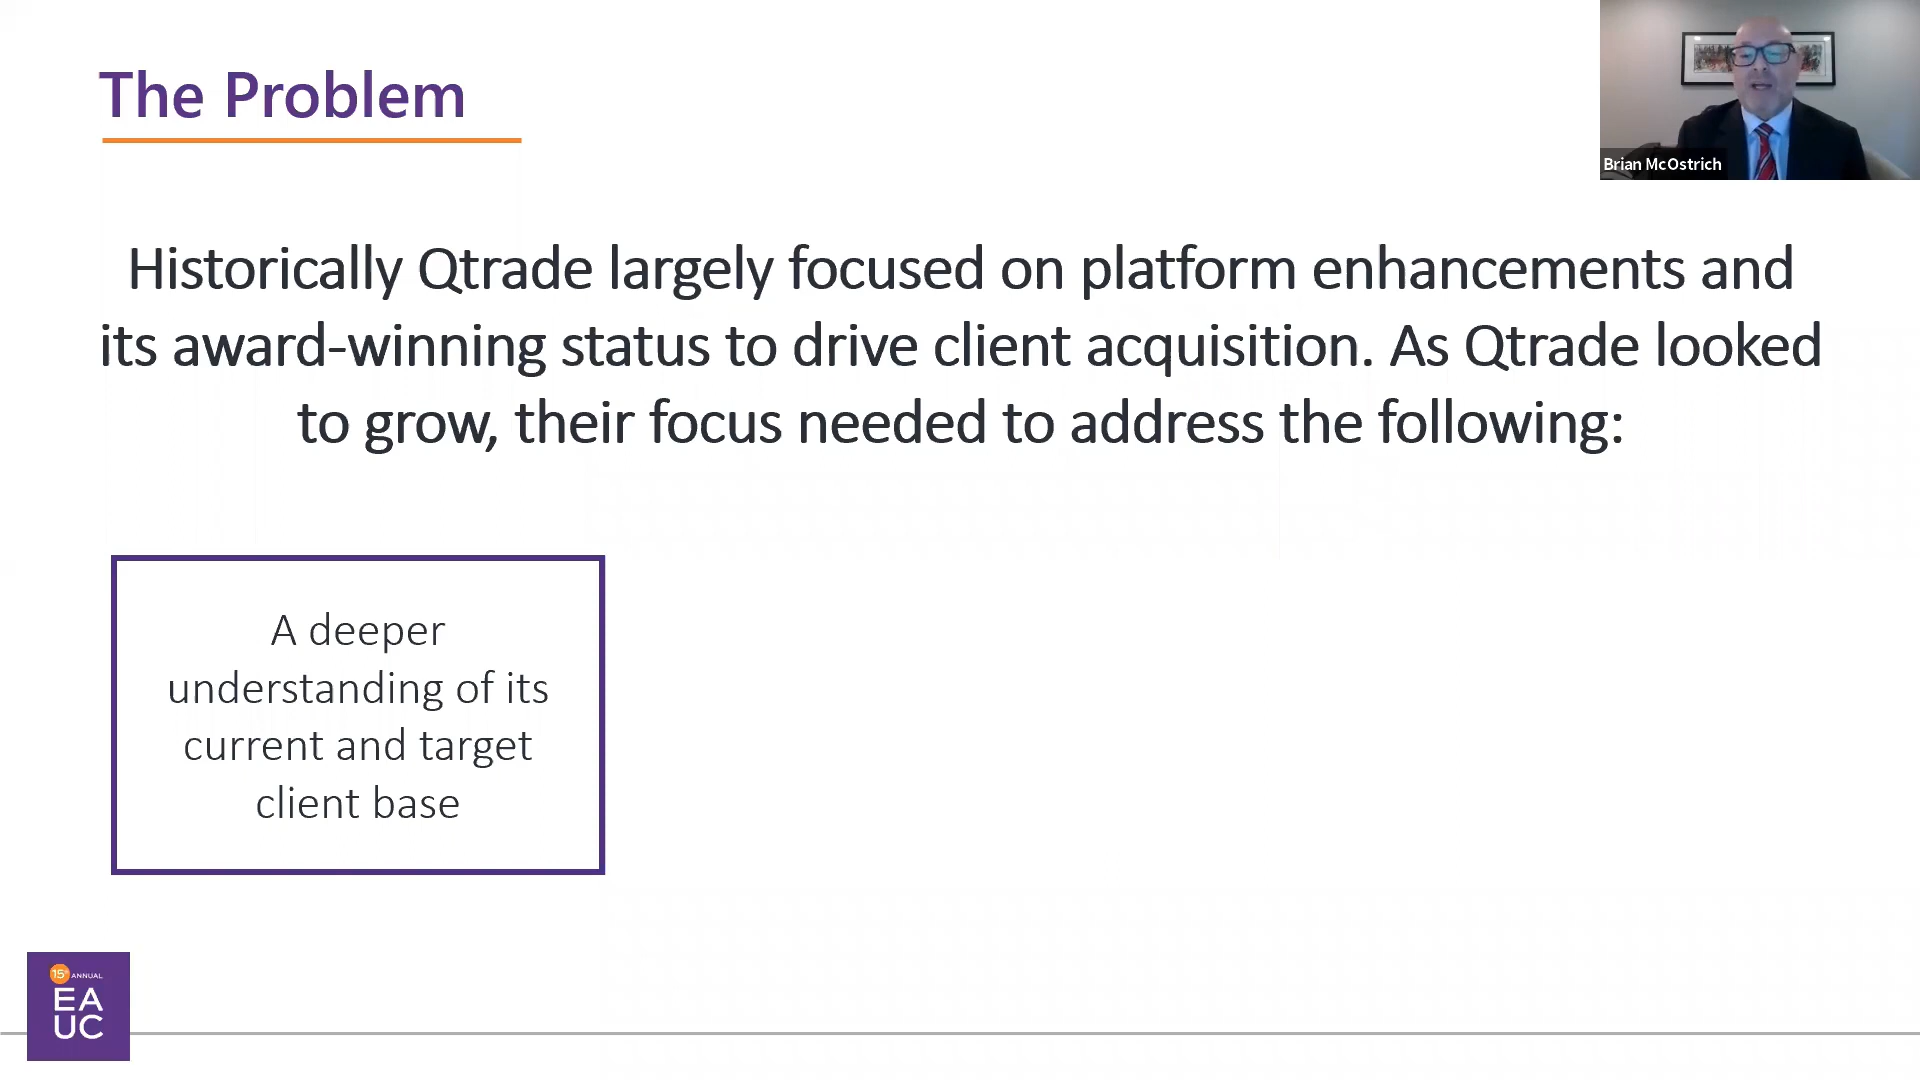 The Problem
Brian McOstrich
Historically Qtrade largely focused on platform enhancements and
its award-winning status to drive client acquisition. As Qtrade looked
to grow, their focus needed to address the following:
A deeper
understanding of its
current and target
client base
15th ANNUAL
EA
UC